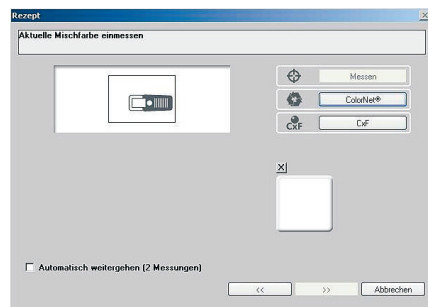 Rezept
Aktuelle Mischfarbe einmessen
Messen
ColorNet®
CxF
CxF
X
Automatisch weitergehen (2 Messungen)
<<
>>
Abbrechen